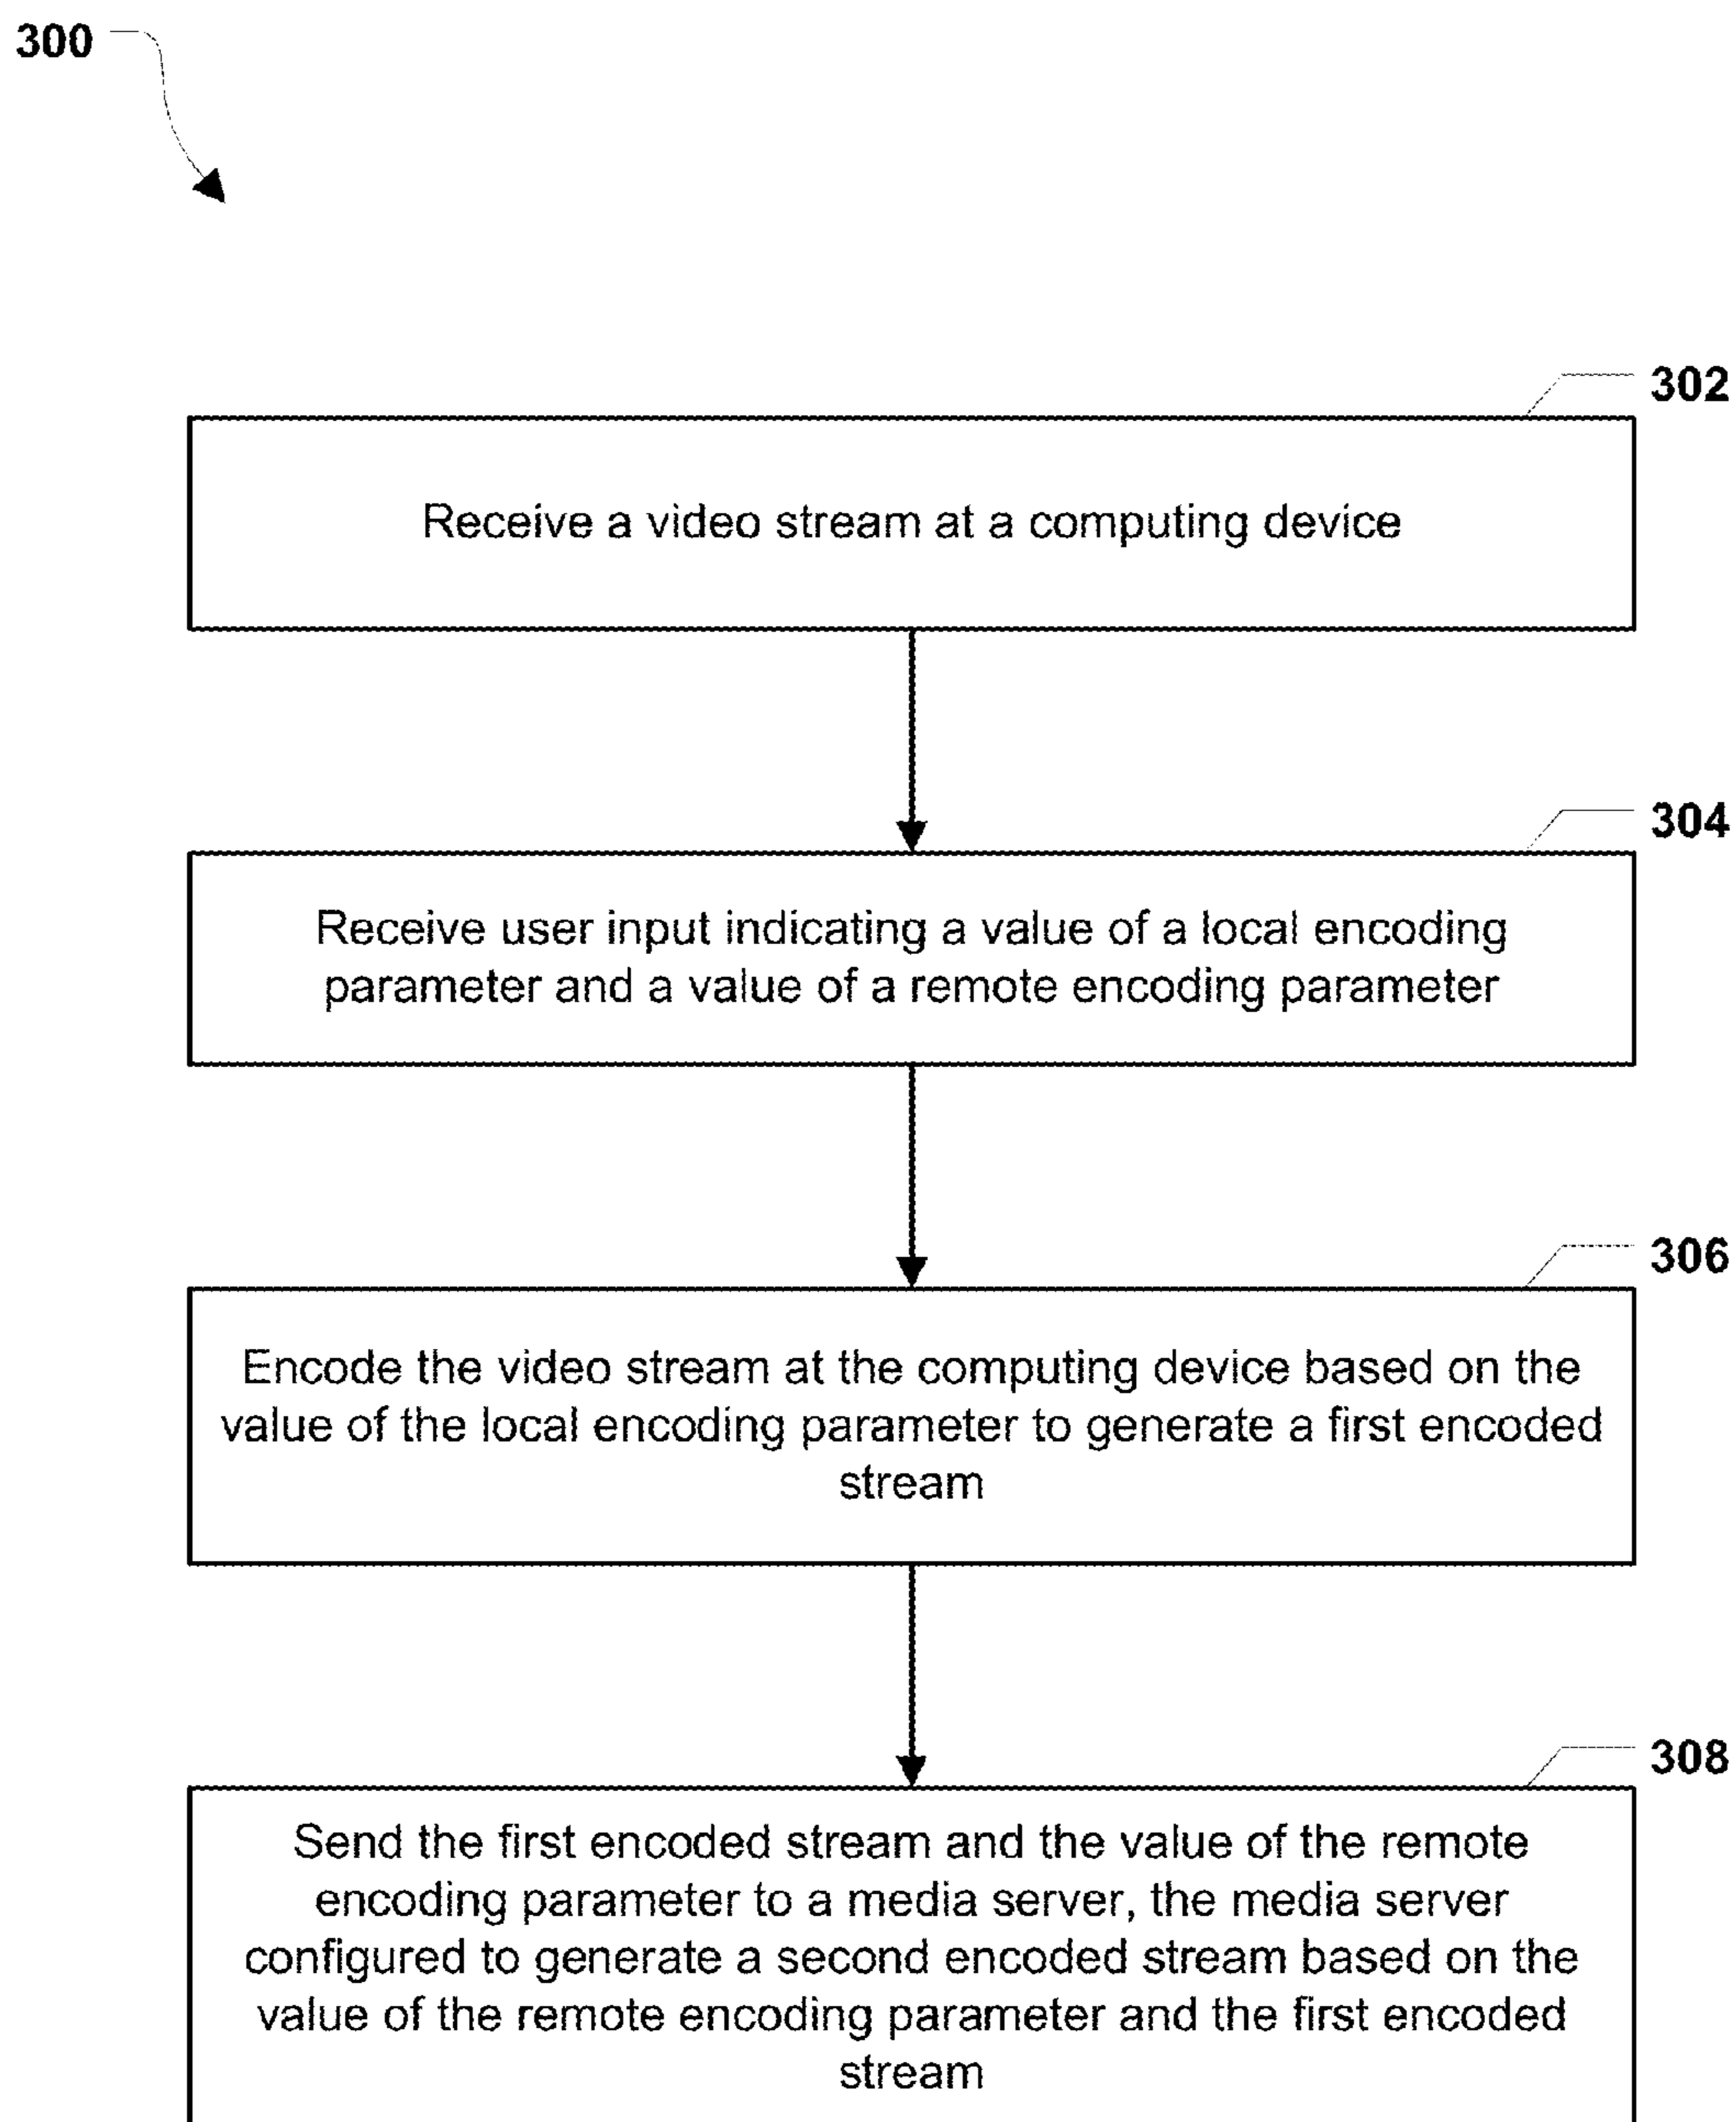 300
302
Receive a video stream at a computing device
304
Receive user input indicating a value of a local encoding
parameter and a value of a remote encoding parameter
306
Encode the video stream at the computing device based on the
value of the local encoding parameter to generate a first encoded
stream
308
Send the first encoded stream and the value of the remote
encoding parameter to a media server, the media server
configured to generate a second encoded stream based on the
value of the remote encoding parameter and the first encoded
stream